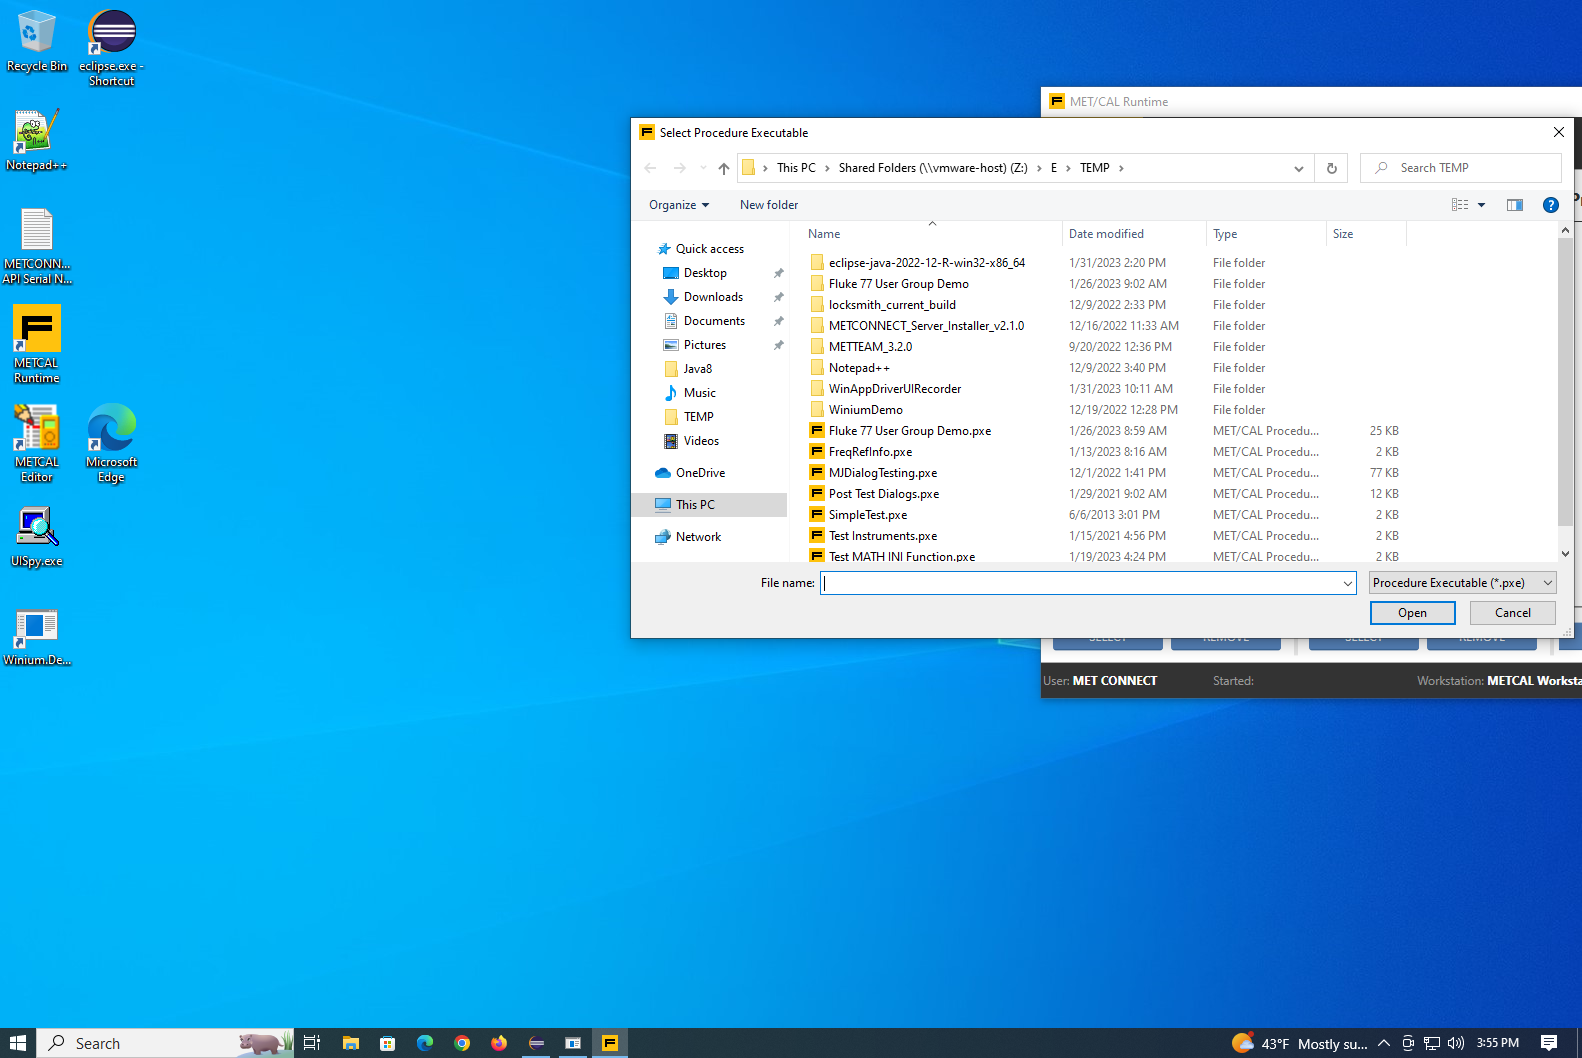 Recycle Bin
eclipse.exe -
Shortcut
Notepad++
METCONN...
API Serial N...
METCAL
Runtime
METCAL
Editor
Microsoft
Edge
UISpy.exe
Winium.De...
MET/CAL Runtime
Select Procedure Executable
This PC > Shared Folders (\\vmware-host) (Z:) > E > TEMP >
Search TEMP
Organize
New folder
Name Date modified Type Size
Quick access
Desktop
Downloads
Documents
Pictures
Java8
Music
TEMP
Videos
OneDrive
This PC
Network
eclipse-java-2022-12-R-win32-x86_64 1/31/2023 2:20 PM File folder
Fluke 77 User Group Demo 1/26/2023 9:02 AM File folder
locksmith_current_build 12/9/2022 2:33 PM File folder
METCONNECT_Server_Installer_v2.1.0 12/16/2022 11:33 AM File folder
METTEAM_3.2.0 9/20/2022 12:36 PM File folder
Notepad++ 12/9/2022 3:40 PM File folder
WinAppDriverUIRecorder 1/31/2023 10:11 AM File folder
WiniumDemo 12/19/2022 12:28 PM File folder
Fluke 77 User Group Demo.pxe 1/26/2023 8:59 AM MET/CAL Procedu... 25 KB
FreqRefInfo.pxe 1/13/2023 8:16 AM MET/CAL Procedu... 2 KB
MJDialogTesting.pxe 12/1/2022 1:41 PM MET/CAL Procedu... 77 KB
Post Test Dialogs.pxe 1/29/2021 9:02 AM MET/CAL Procedu... 12 KB
SimpleTest.pxe 6/6/2013 3:01 PM MET/CAL Procedu... 2 KB
Test Instruments.pxe 1/15/2021 4:56 PM MET/CAL Procedu... 2 KB
Test MATH INI Function.pxe 1/19/2023 4:24 PM MET/CAL Procedu... 2 KB
File name:
Procedure Executable (*.pxe)
Open
Cancel
SELECT REMOVE SELECT REMOVE
User: MET CONNECT Started: Workstation: METCAL Worksta
Search
43°F Mostly su...
3:55 PM